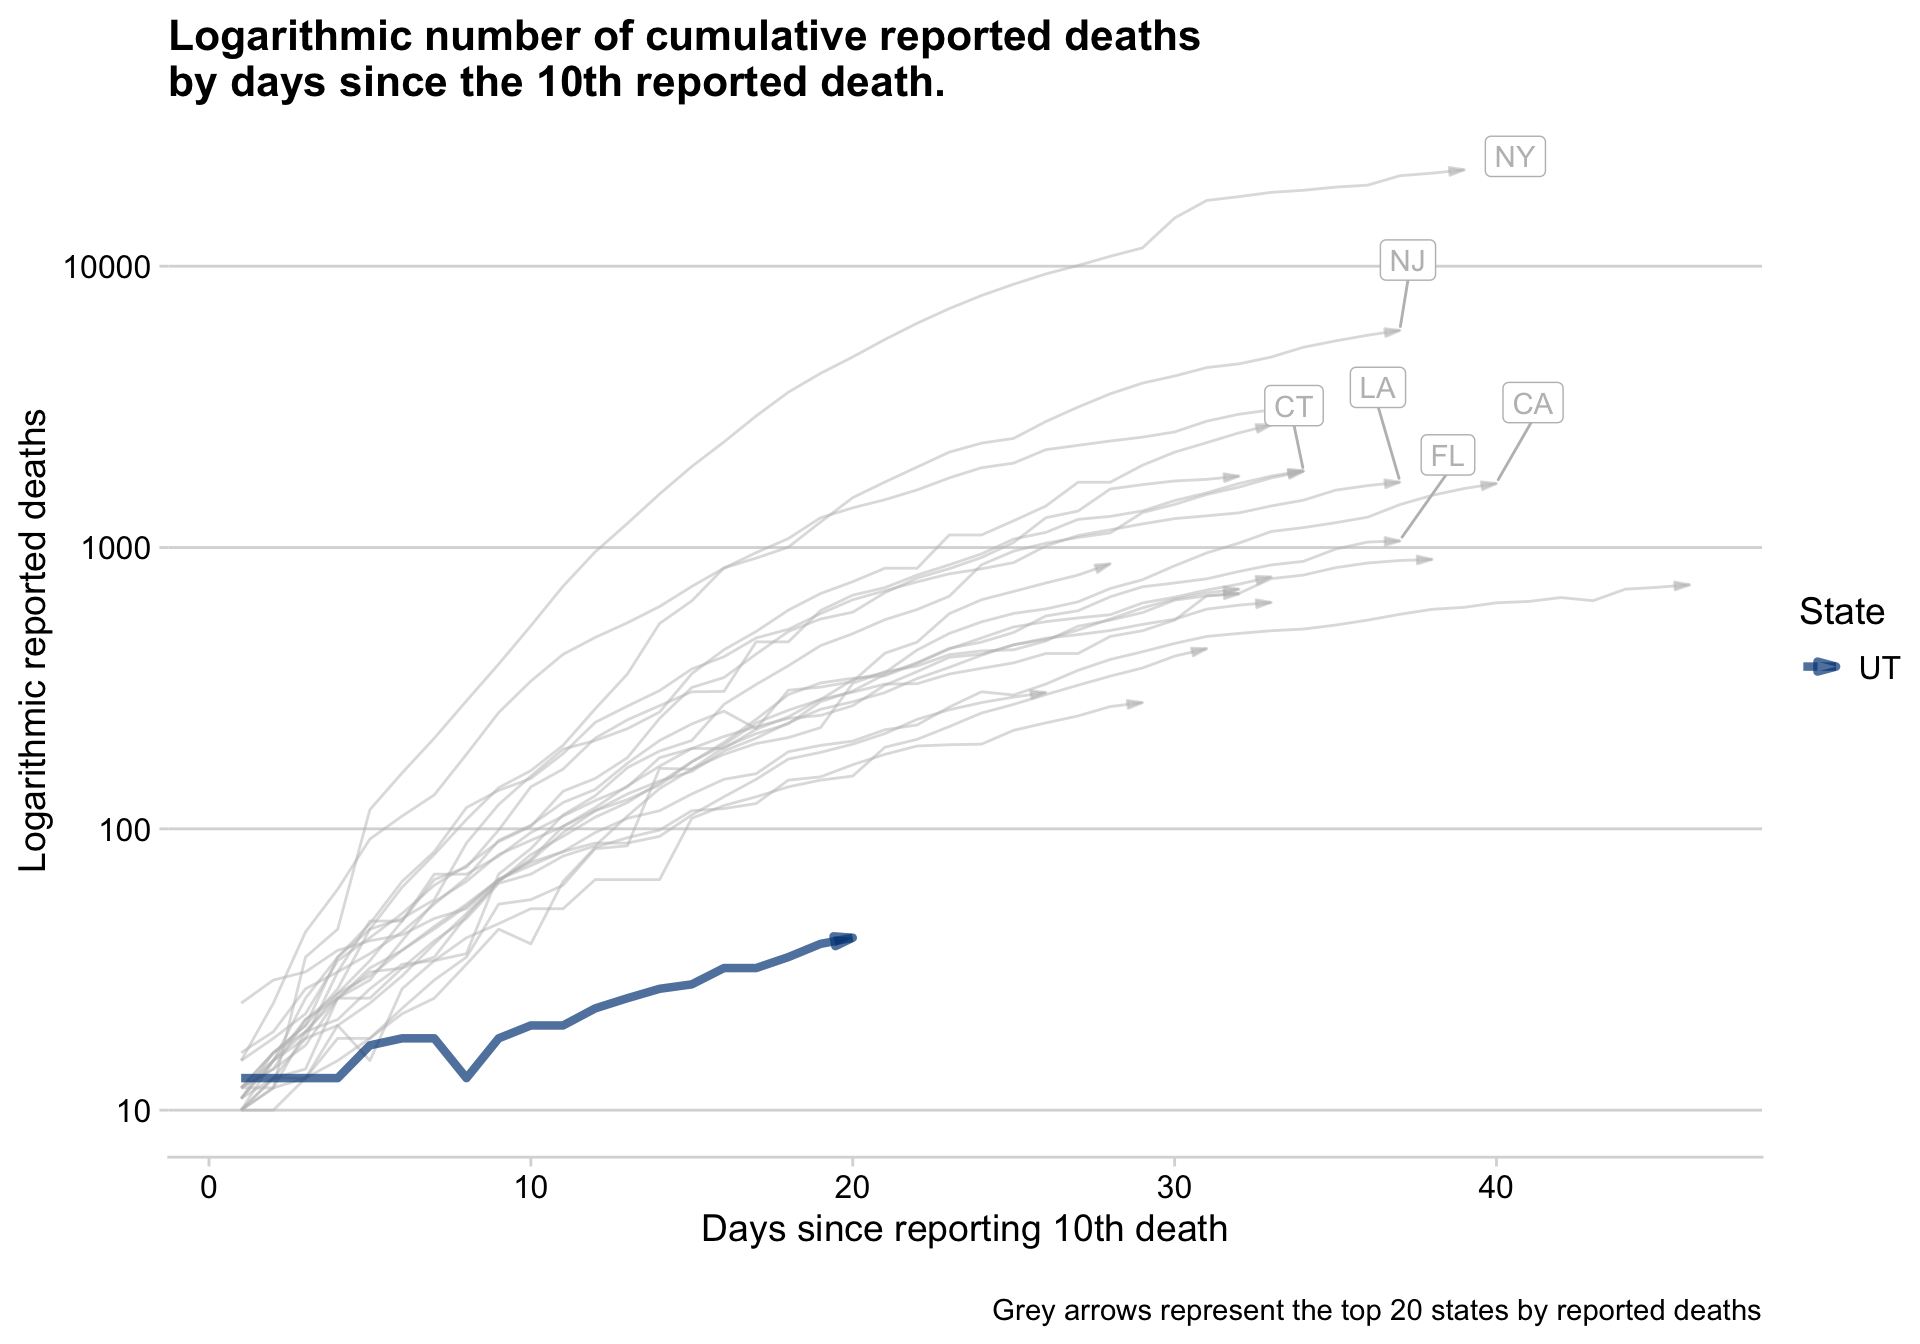 Logarithmic number of cumulative reported deaths
by days since the 10th reported death.
NY
10000
NJ
LA
CA
CT
FL
1000
Logarithmic reported deaths
State
UT
100
10
0 10 20 30 40
Days since reporting 10th death
Grey arrows represent the top 20 states by reported deaths